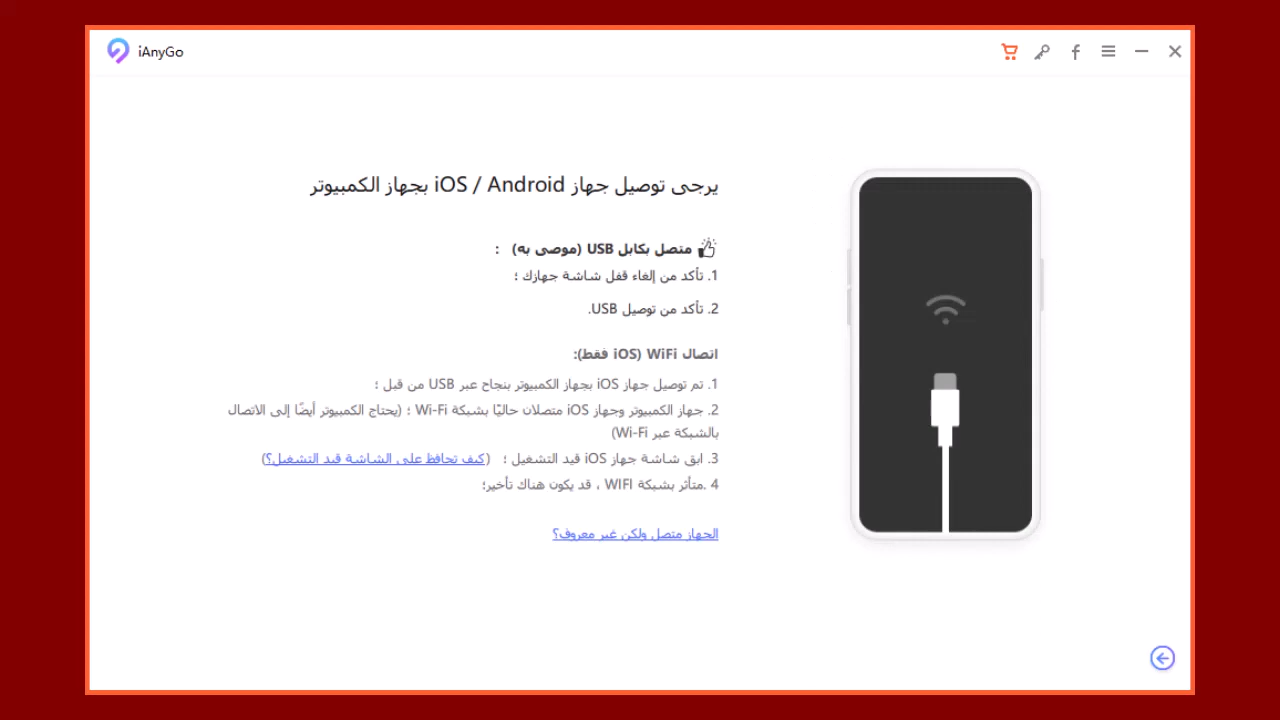 iAnyGo
يرجى توصيل جهاز iOS / Android بجهاز الكمبيوتر
متصل بكابل USB (موصى به) :
1. تأكد من إلغاء قفل شاشة جهازك ؛
2. تأكد من توصيل USB.
اتصال WiFi (iOS فقط):
1. تم توصيل جهاز iOS بجهاز الكمبيوتر بنجاح عبر USB من قبل ؛
2. جهاز الكمبيوتر وجهاز iOS متصلان حاليًا بشبكة Wi-Fi ؛ (يحتاج الكمبيوتر أيضًا إلى الاتصال
بالشبكة عبر Wi-Fi)
3. ابق شاشة جهاز iOS قيد التشغيل ؛ (كيف تحافظ على الشاشة قيد التشغيل؟)
4 .متأثر بشبكة WIFI ، قد يكون هناك تأخير؛
الجهاز متصل ولكن غير معروف؟